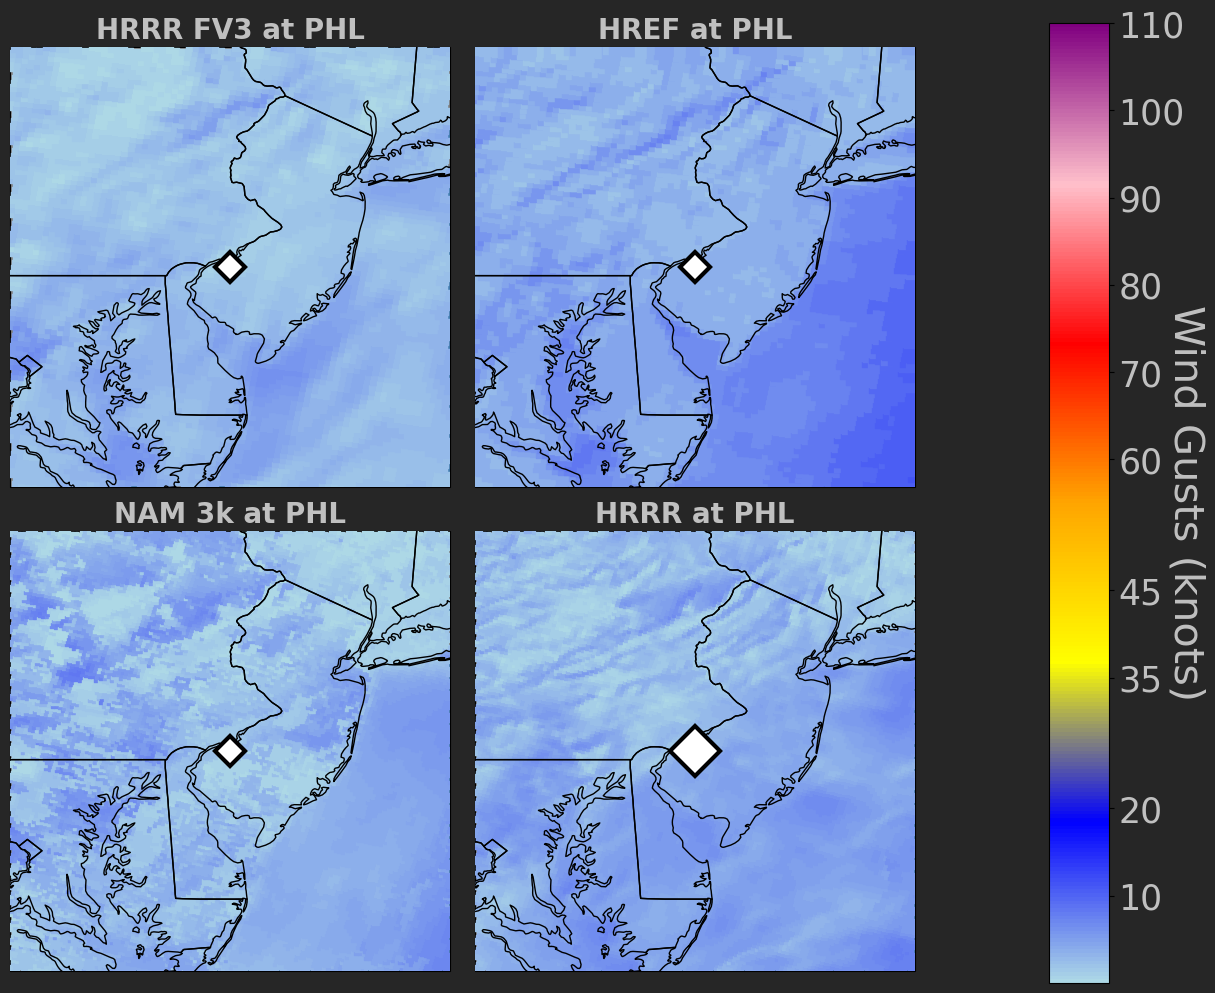 HRRR FV3 at PHL
HREF at PHL
NAM 3k at PHL
HRRR at PHL
110
100
90
80
70
60
45
35
20
10
Wind Gusts (knots)